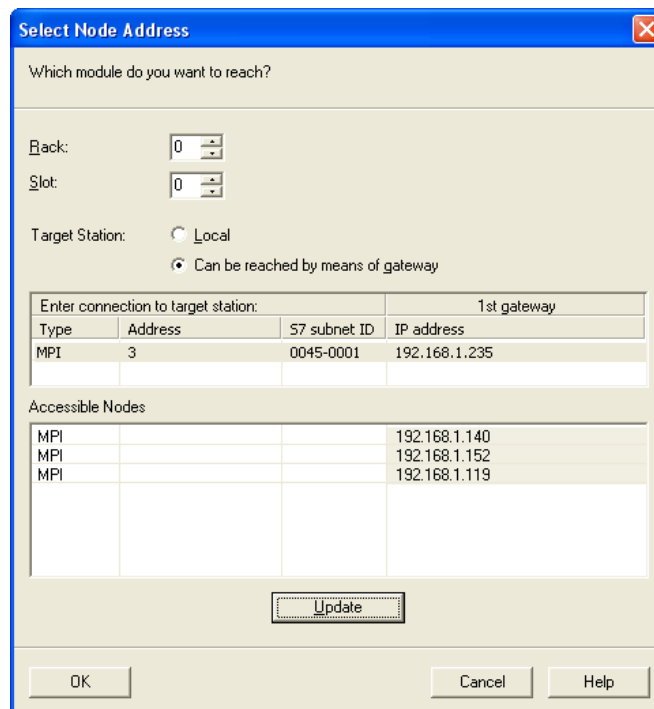 Select Node Address
Which module do you want to reach?
Rack: 0
Slot: 0
Target Station: Local
Can be reached by means of gateway
Enter connection to target station: 1st gateway
Type Address S7 subnet ID IP address
MPI 3 0045-0001 192.168.1.235
Accessible Nodes
MPI 192.168.1.140
MPI 192.168.1.152
MPI 192.168.1.119
Update
OK Cancel Help